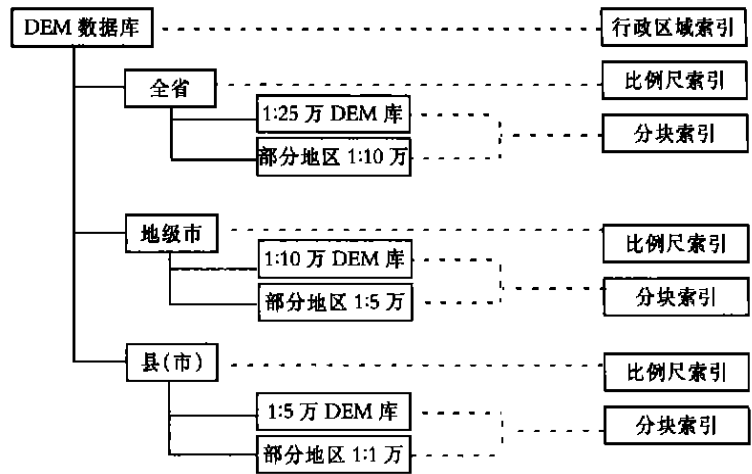 DEM 数据库
行政区域索引
全省
比例尺索引
1:25 万 DEM 库
分块索引
部分地区 1:10 万
地级市
比例尺索引
1:10 万 DEM 库
分块索引
部分地区 1:5 万
县(市)
比例尺索引
1:5 万 DEM 库
分块索引
部分地区 1:1 万